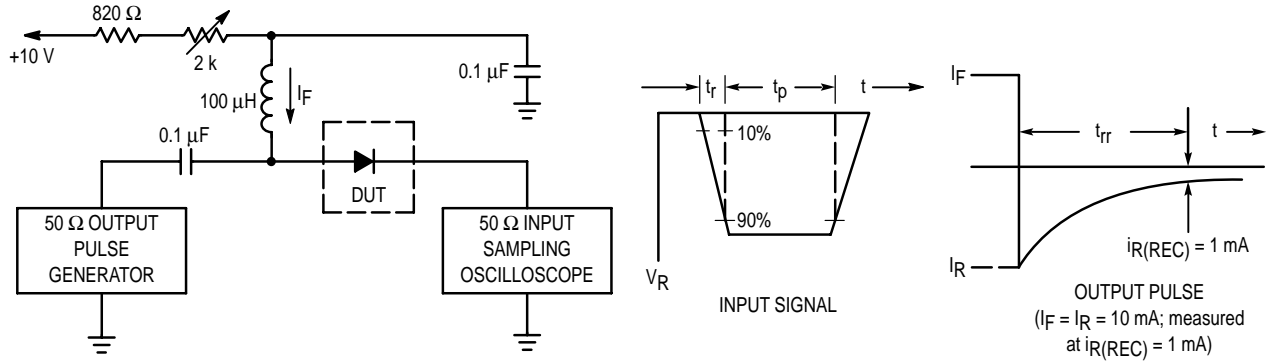 820 Ω
+10 V
2 k
0.1 µF
100 µH
I_F
0.1 µF
DUT
50 Ω OUTPUT
PULSE
GENERATOR
50 Ω INPUT
SAMPLING
OSCILLOSCOPE
t_r
t_p
t
10%
90%
V_R
INPUT SIGNAL
I_F
t_rr
t
I_R
i_R(REC) = 1 mA
OUTPUT PULSE
(I_F = I_R = 10 mA; measured
at i_R(REC) = 1 mA)